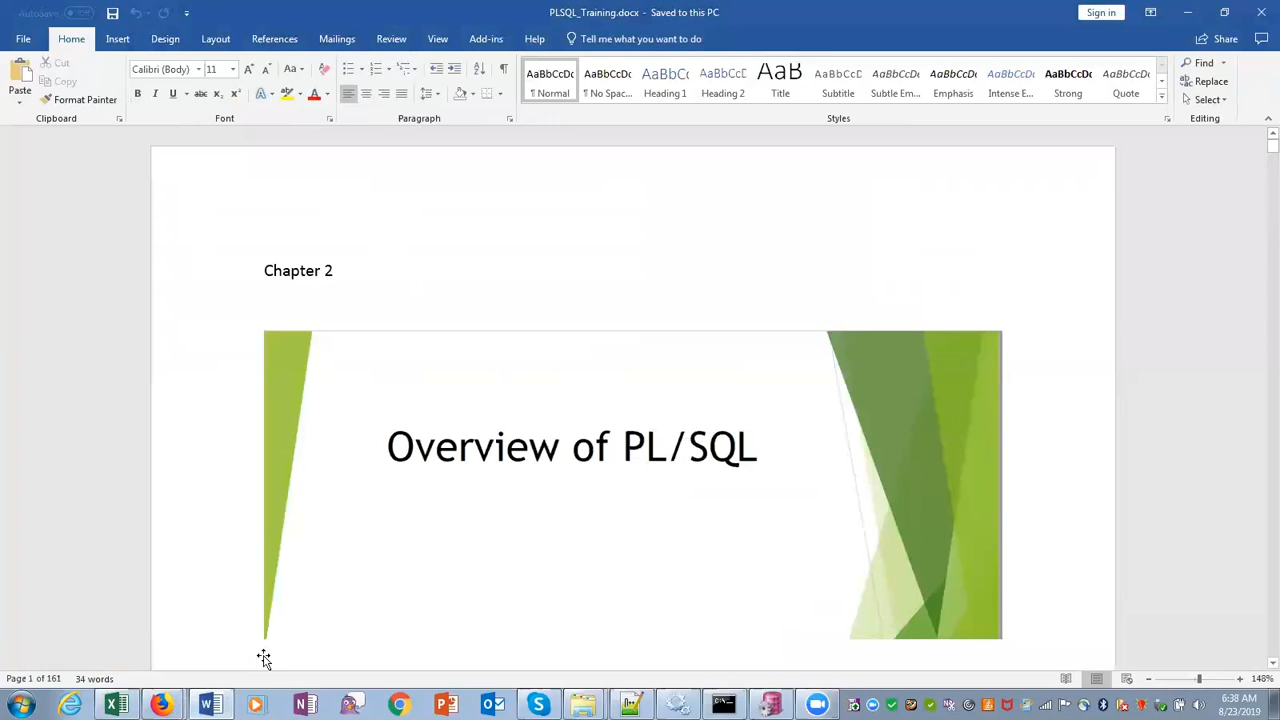 AutoSave
PLSQL_Training.docx - Saved to this PC
Sign in
File Home Insert Design Layout References Mailings Review View Add-ins Help Tell me what you want to do Share
Paste
Cut
Copy
Format Painter
Clipboard
Calibri (Body) 11
Font
Paragraph
AaBbCcDc AaBbCcDc AaBbCc AaBbCcD AaB AaBbCcD AaBbCcDc AaBbCcDc AaBbCcDc AaBbCcDc AaBbCcDc
¶ Normal ¶ No Spac... Heading 1 Heading 2 Title Subtitle Subtle Em... Emphasis Intense E... Strong Quote
Styles
Find
Replace
Select
Editing
Chapter 2
Overview of PL/SQL
Page 1 of 161 34 words
148%
6:38 AM
8/23/2019